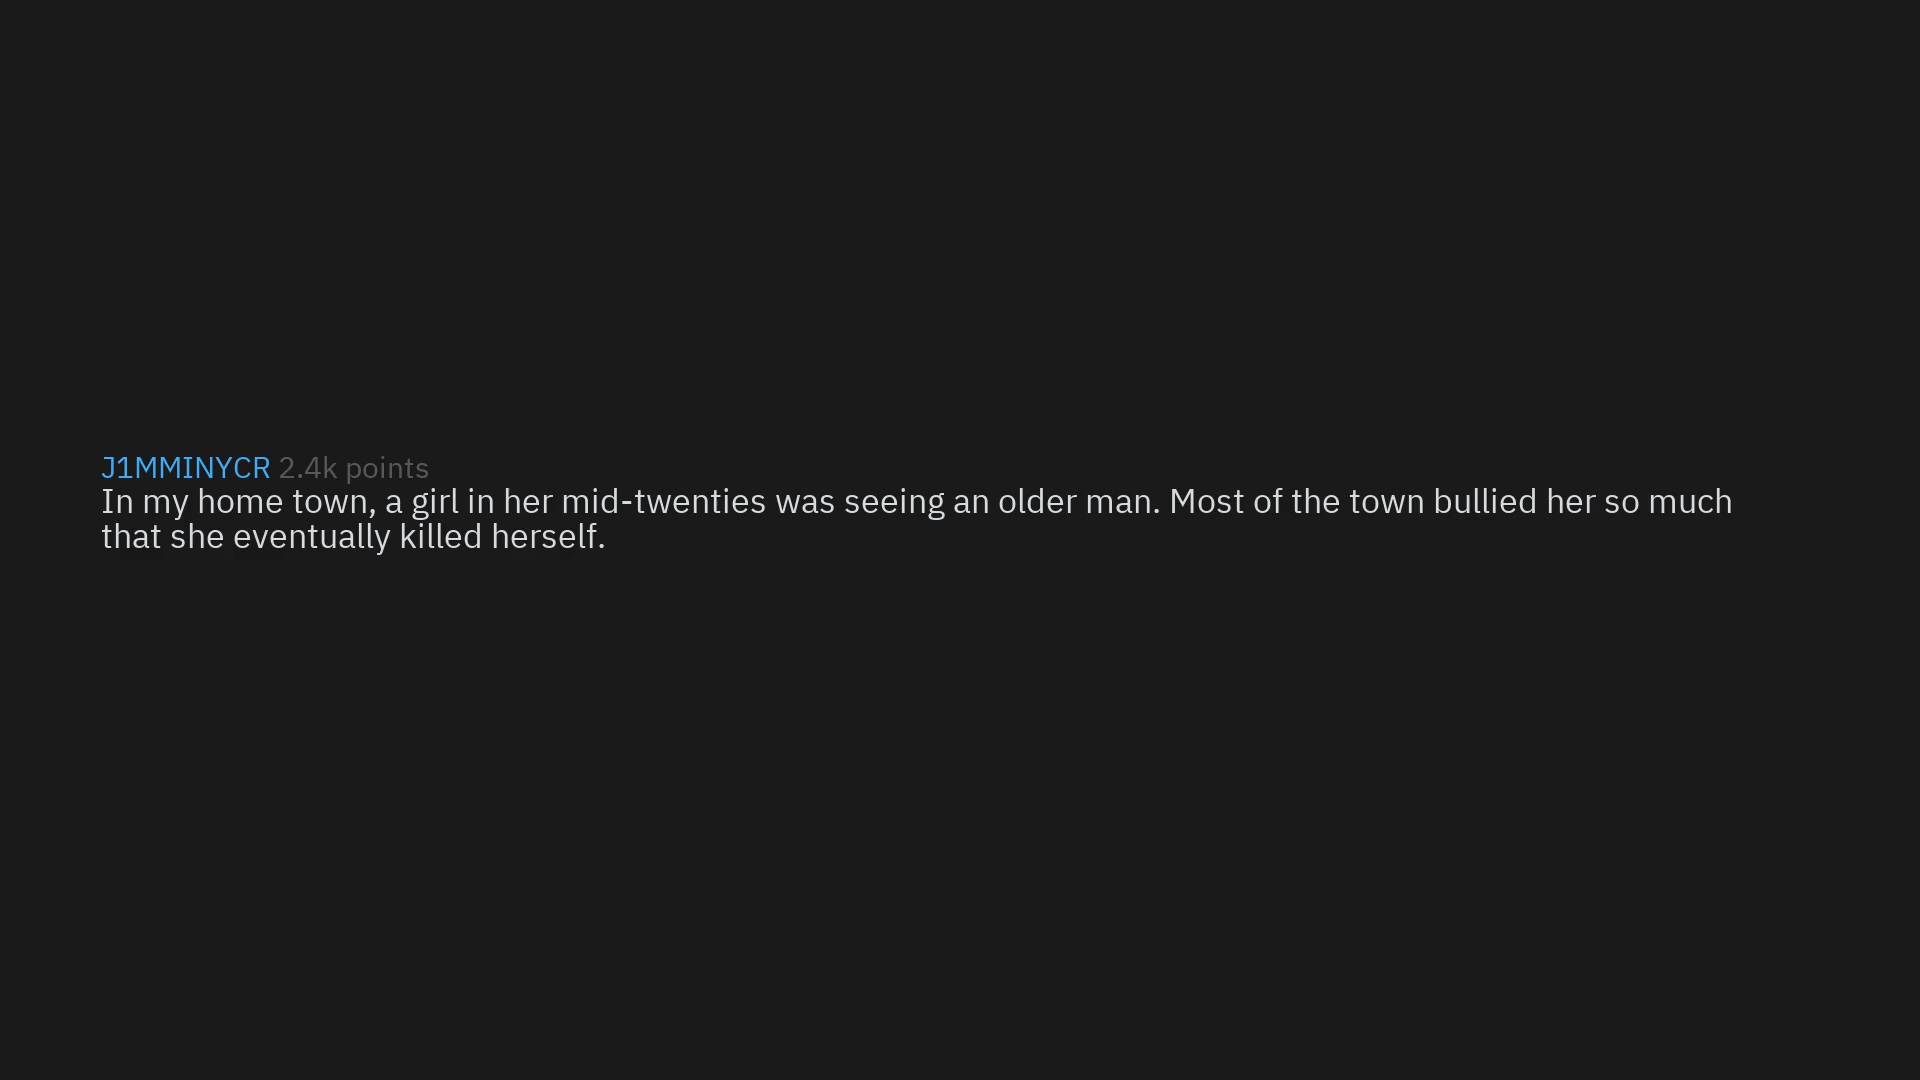 J1MMINYCR 2.4k points
In my home town, a girl in her mid-twenties was seeing an older man. Most of the town bullied her so much
that she eventually killed herself.